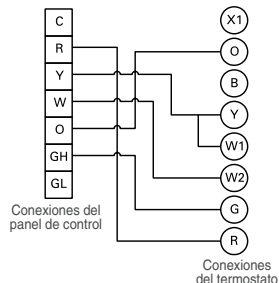 C
R
Y
W
O
GH
GL
Conexiones del
panel de control
X1
O
B
Y
W1
W2
G
R
Conexiones
del termostato